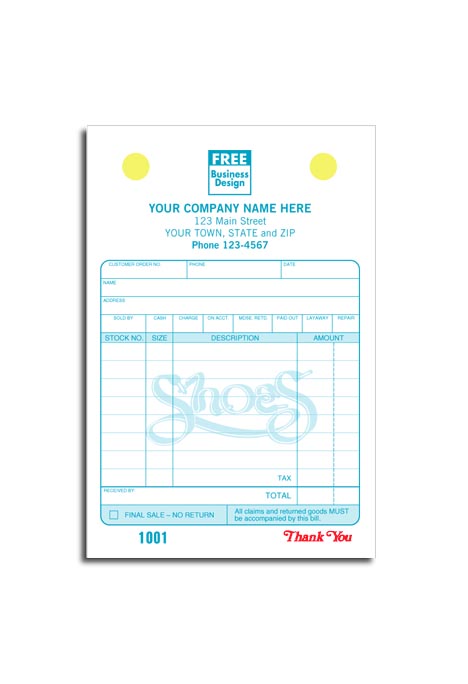 FREE
Business
Design
YOUR COMPANY NAME HERE
123 Main Street
YOUR TOWN, STATE and ZIP
Phone 123-4567
CUSTOMER ORDER NO. PHONE DATE
NAME
ADDRESS
SOLD BY CASH CHARGE ON ACCT. MDSE. RETD. PAID OUT LAYAWAY REPAIR
STOCK NO. SIZE DESCRIPTION AMOUNT
Shoes
TAX
RECEIVED BY: TOTAL
FINAL SALE – NO RETURN
All claims and returned goods MUST
be accompanied by this bill.
1001 Thank You